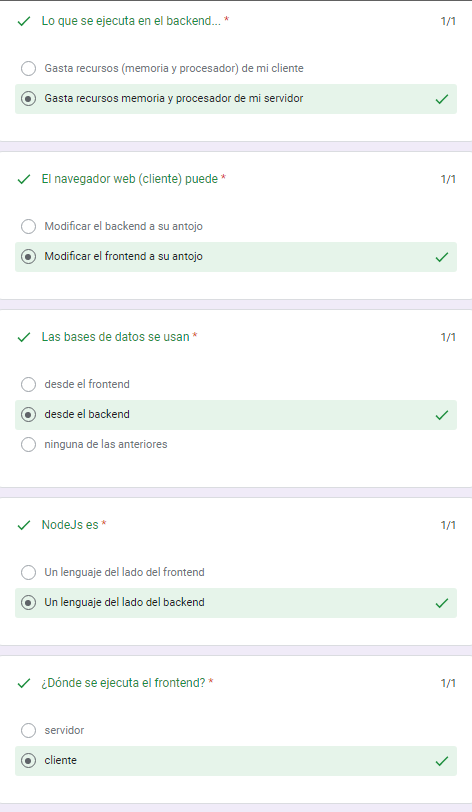 Lo que se ejecuta en el backend... * 1/1
Gasta recursos (memoria y procesador) de mi cliente
Gasta recursos memoria y procesador de mi servidor
El navegador web (cliente) puede * 1/1
Modificar el backend a su antojo
Modificar el frontend a su antojo
Las bases de datos se usan * 1/1
desde el frontend
desde el backend
ninguna de las anteriores
NodeJs es * 1/1
Un lenguaje del lado del frontend
Un lenguaje del lado del backend
¿Dónde se ejecuta el frontend? * 1/1
servidor
cliente